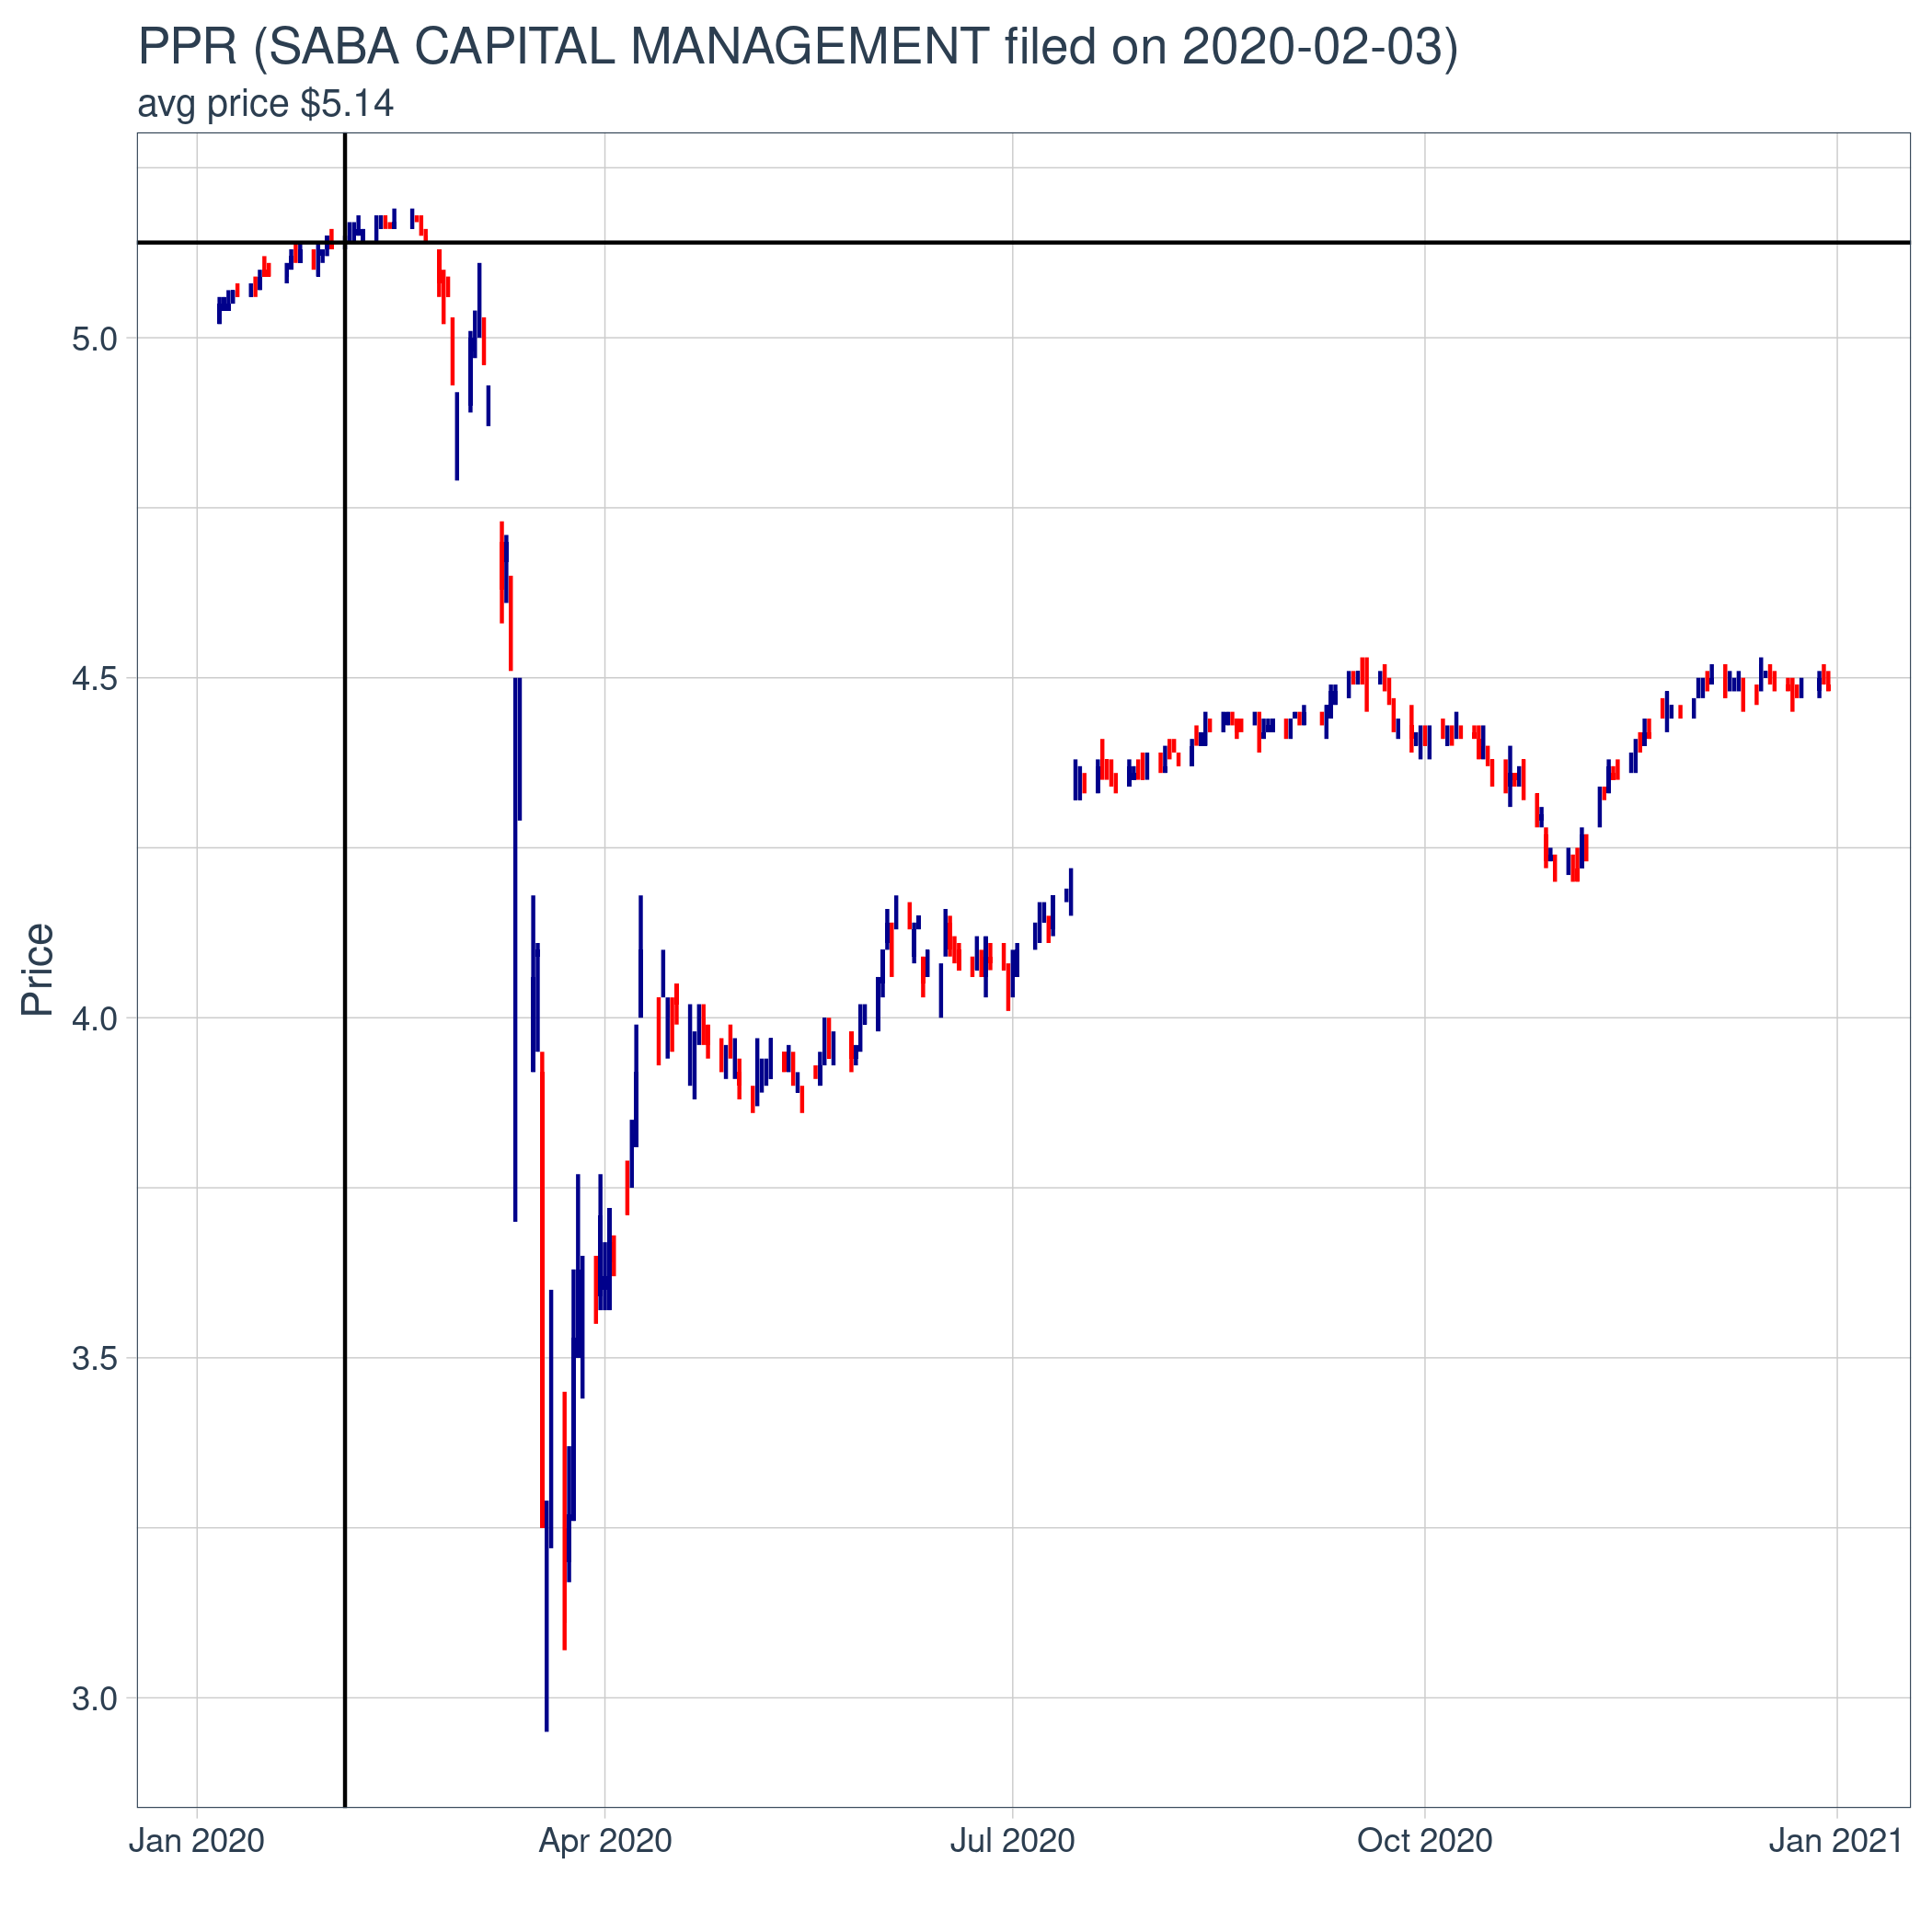 PPR (SABA CAPITAL MANAGEMENT filed on 2020-02-03)
avg price $5.14
5.0
4.5
4.0
3.5
3.0
Price
Jan 2020 Apr 2020 Jul 2020 Oct 2020 Jan 2021